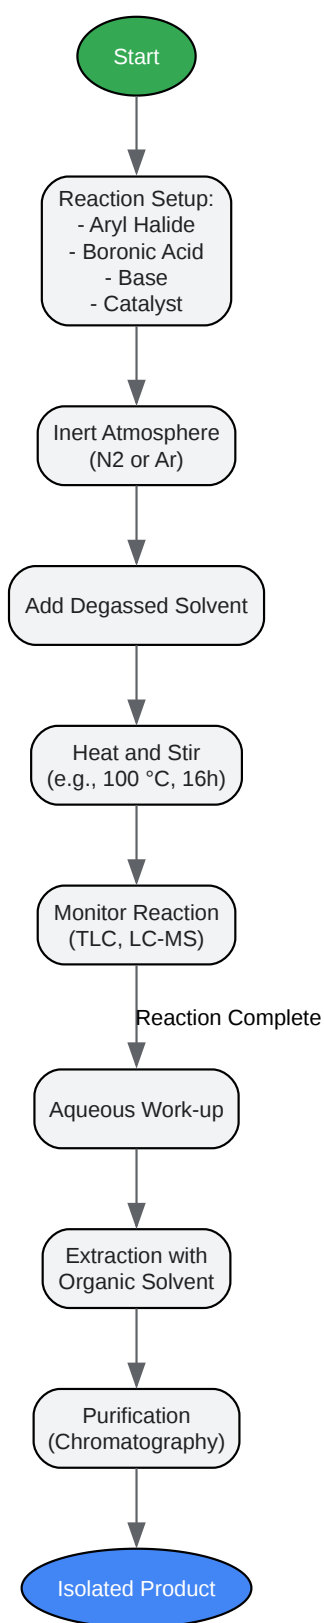 Start
Reaction Setup:
- Aryl Halide
- Boronic Acid
- Base
- Catalyst
Inert Atmosphere
(N2 or Ar)
Add Degassed Solvent
Heat and Stir
(e.g., 100 °C, 16h)
Monitor Reaction
(TLC, LC-MS)
Reaction Complete
Aqueous Work-up
Extraction with
Organic Solvent
Purification
(Chromatography)
Isolated Product